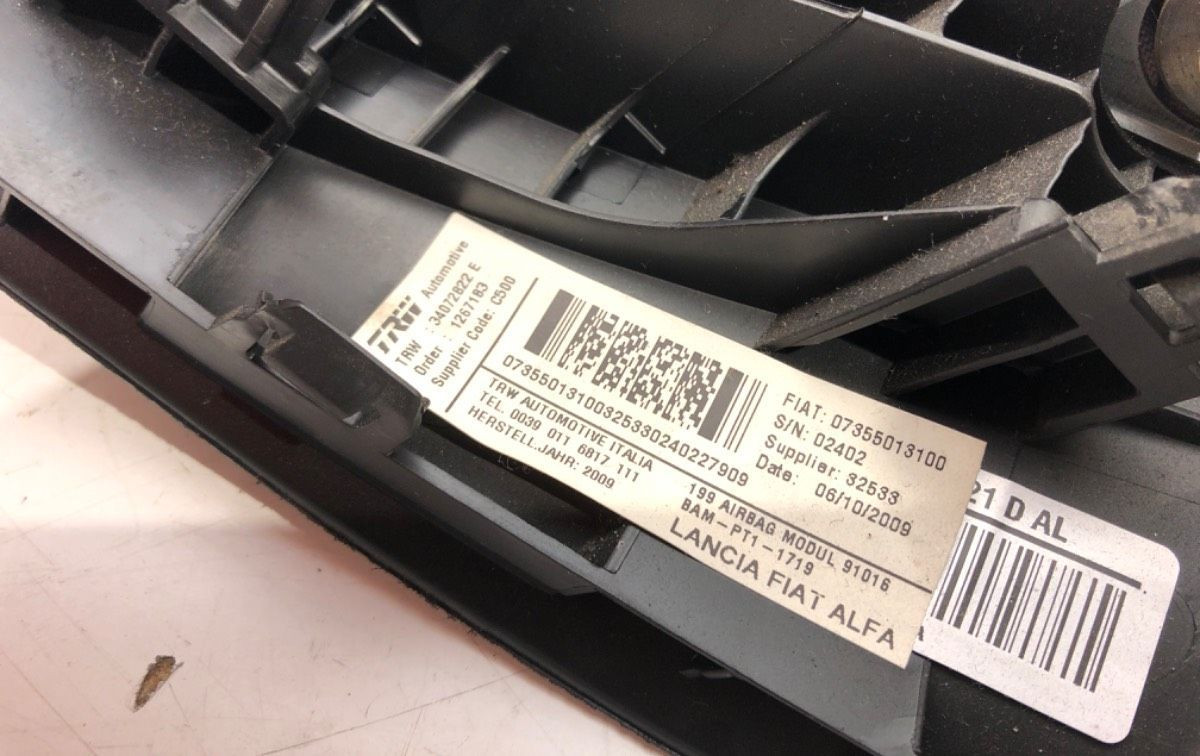 TRW Automotive
TRW : 34072822 E
Order : 1267183
Supplier Code: C500
07355013100325330240227909
FIAT: 07355013100
S/N: 02402
Supplier: 32533
Date: 06/10/2009
TRW AUTOMOTIVE ITALIA
TEL. 0039 011 6817 111
HERSTELL.JAHR: 2009
199 AIRBAG MODUL 91016
BAM-PT1-1719
LANCIA FIAT ALFA
21 D AL